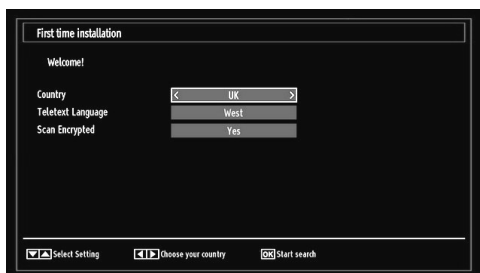 First time installation
Welcome!
Country < UK >
Teletext Language West
Scan Encrypted Yes
Select Setting Choose your country OK Start search